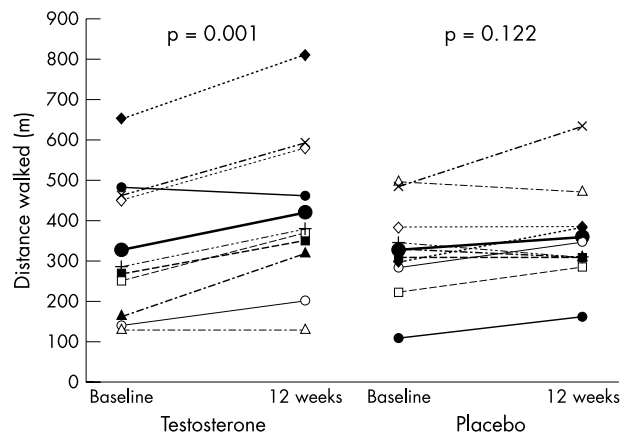 900
800
700
600
500
400
300
200
100
0
Distance walked (m)
p = 0.001
p = 0.122
Baseline
12 weeks
Baseline
12 weeks
Testosterone
Placebo